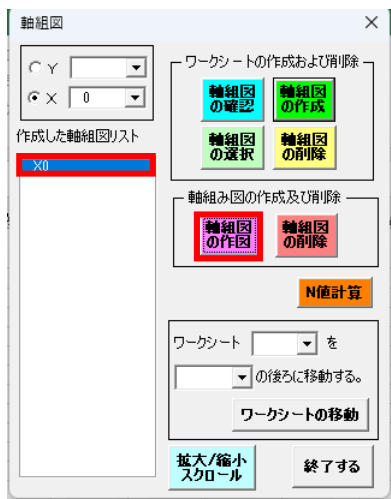 軸組図
Y
X 0
作成した軸組図リスト
X0
ワークシートの作成および削除
軸組図
の確認
軸組図
の作成
軸組図
の選択
軸組図
の削除
軸組み図の作成及び削除
軸組図
の作図
軸組図
の削除
N値計算
ワークシート を
の後ろに移動する。
ワークシートの移動
拡大/縮小
スクロール
終了する